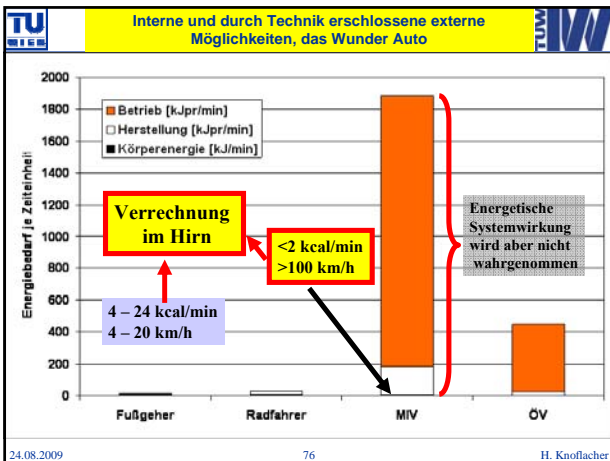 TU
WIEN
Interne und durch Technik erschlossene externe
Möglichkeiten, das Wunder Auto
TUW
IVV
Energiebedarf je Zeiteinheit
2000
1800
1600
1400
1200
1000
800
600
400
200
0
Betrieb [kJpr/min]
Herstellung [kJpr/min]
Körperenergie [kJ/min]
Verrechnung
im Hirn
<2 kcal/min
>100 km/h
4 – 24 kcal/min
4 – 20 km/h
Energetische
Systemwirkung
wird aber nicht
wahrgenommen
Fußgeher
Radfahrer
MIV
ÖV
24.08.2009
76
H. Knoflacher